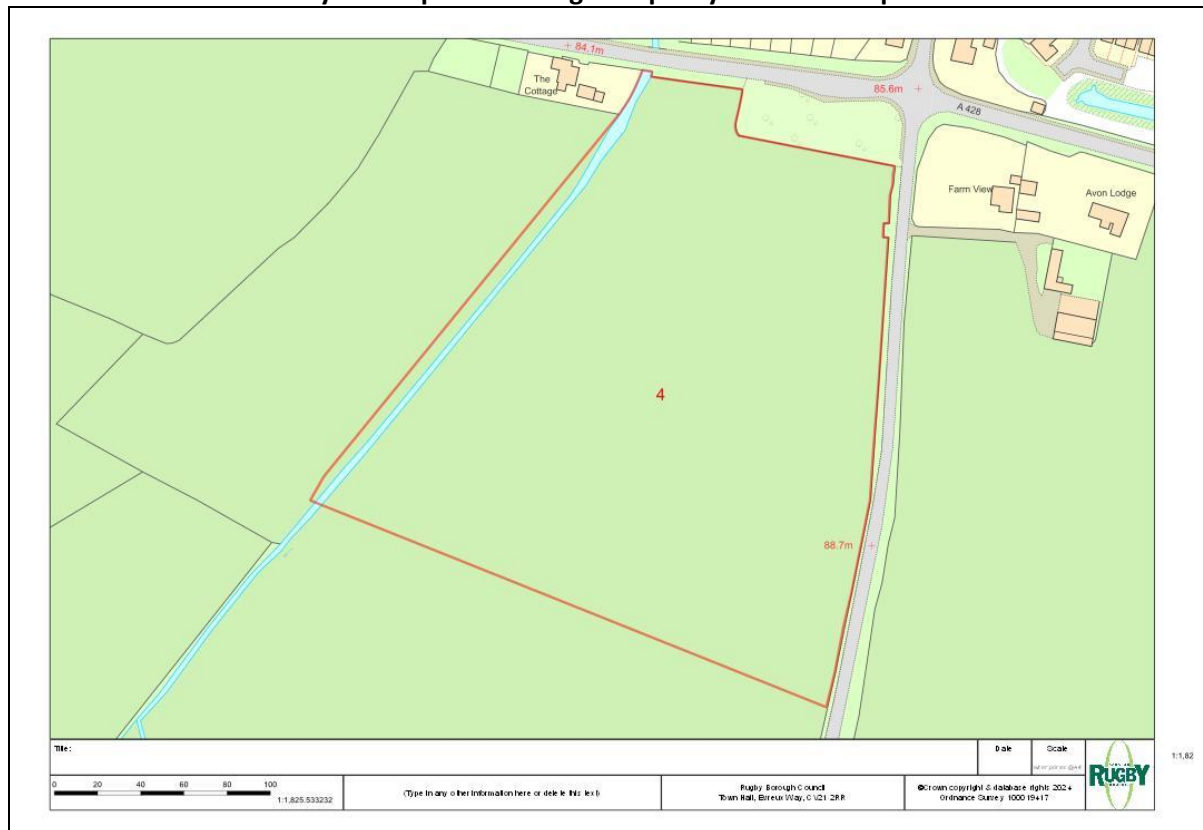 84.1m
The
Cottage
85.6m
A 428
Farm View
Avon Lodge
4
88.7m
Title:
Date
Scale
RUGBY
1:1,82
0 20 40 60 80 100
1:1,825.533232
(Type in any other information here or delete this text)
Rugby Borough Council
Town Hall, Evreux Way, CV21 2RR
©Crown copyright & database rights 2024
Ordnance Survey 100019417